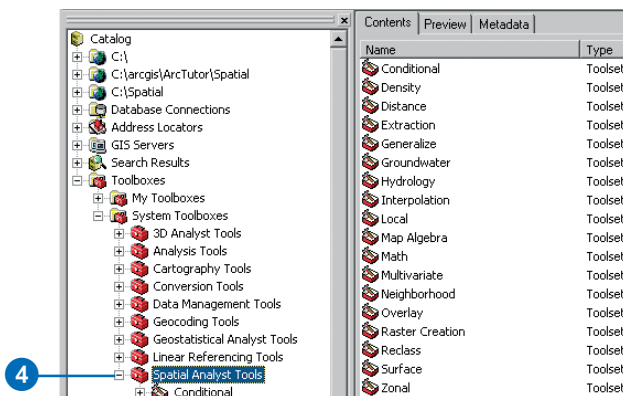 Catalog
C:\
C:\arcgis\ArcTutor\Spatial
C:\Spatial
Database Connections
Address Locators
GIS Servers
Search Results
Toolboxes
My Toolboxes
System Toolboxes
3D Analyst Tools
Analysis Tools
Cartography Tools
Conversion Tools
Data Management Tools
Geocoding Tools
Geostatistical Analyst Tools
Linear Referencing Tools
4 Spatial Analyst Tools
Conditional
Contents Preview Metadata
Name Type
Conditional Toolset
Density Toolset
Distance Toolset
Extraction Toolset
Generalize Toolset
Groundwater Toolset
Hydrology Toolset
Interpolation Toolset
Local Toolset
Map Algebra Toolset
Math Toolset
Multivariate Toolset
Neighborhood Toolset
Overlay Toolset
Raster Creation Toolset
Reclass Toolset
Surface Toolset
Zonal Toolset